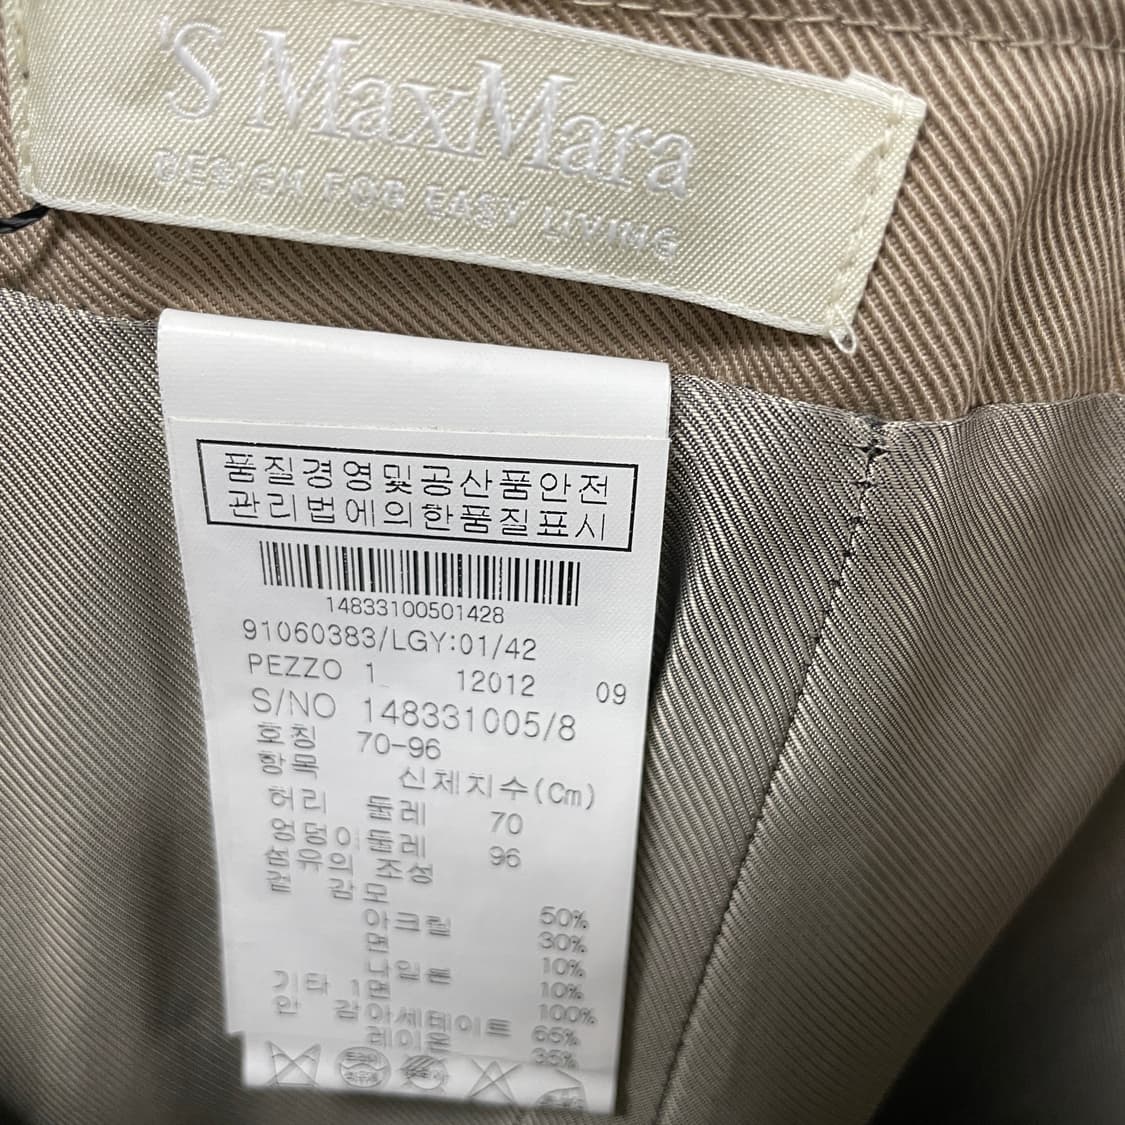 'S MaxMara
DESIGN FOR EASY LIVING
품질경영및공산품안전
관리법에의한품질표시
14833100501428
91060383/LGY:01/42
PEZZO 1 12012 09
S/NO 148331005/8
호칭 70-96
항목 신체치수(Cm)
허리 둘레 70
엉덩이둘레 96
섬유의 조성
겉 감 모 50%
아크릴 30%
면 10%
나일론 10%
기타 1면 100%
안 감아세테이트 65%
레이온 35%
드라이